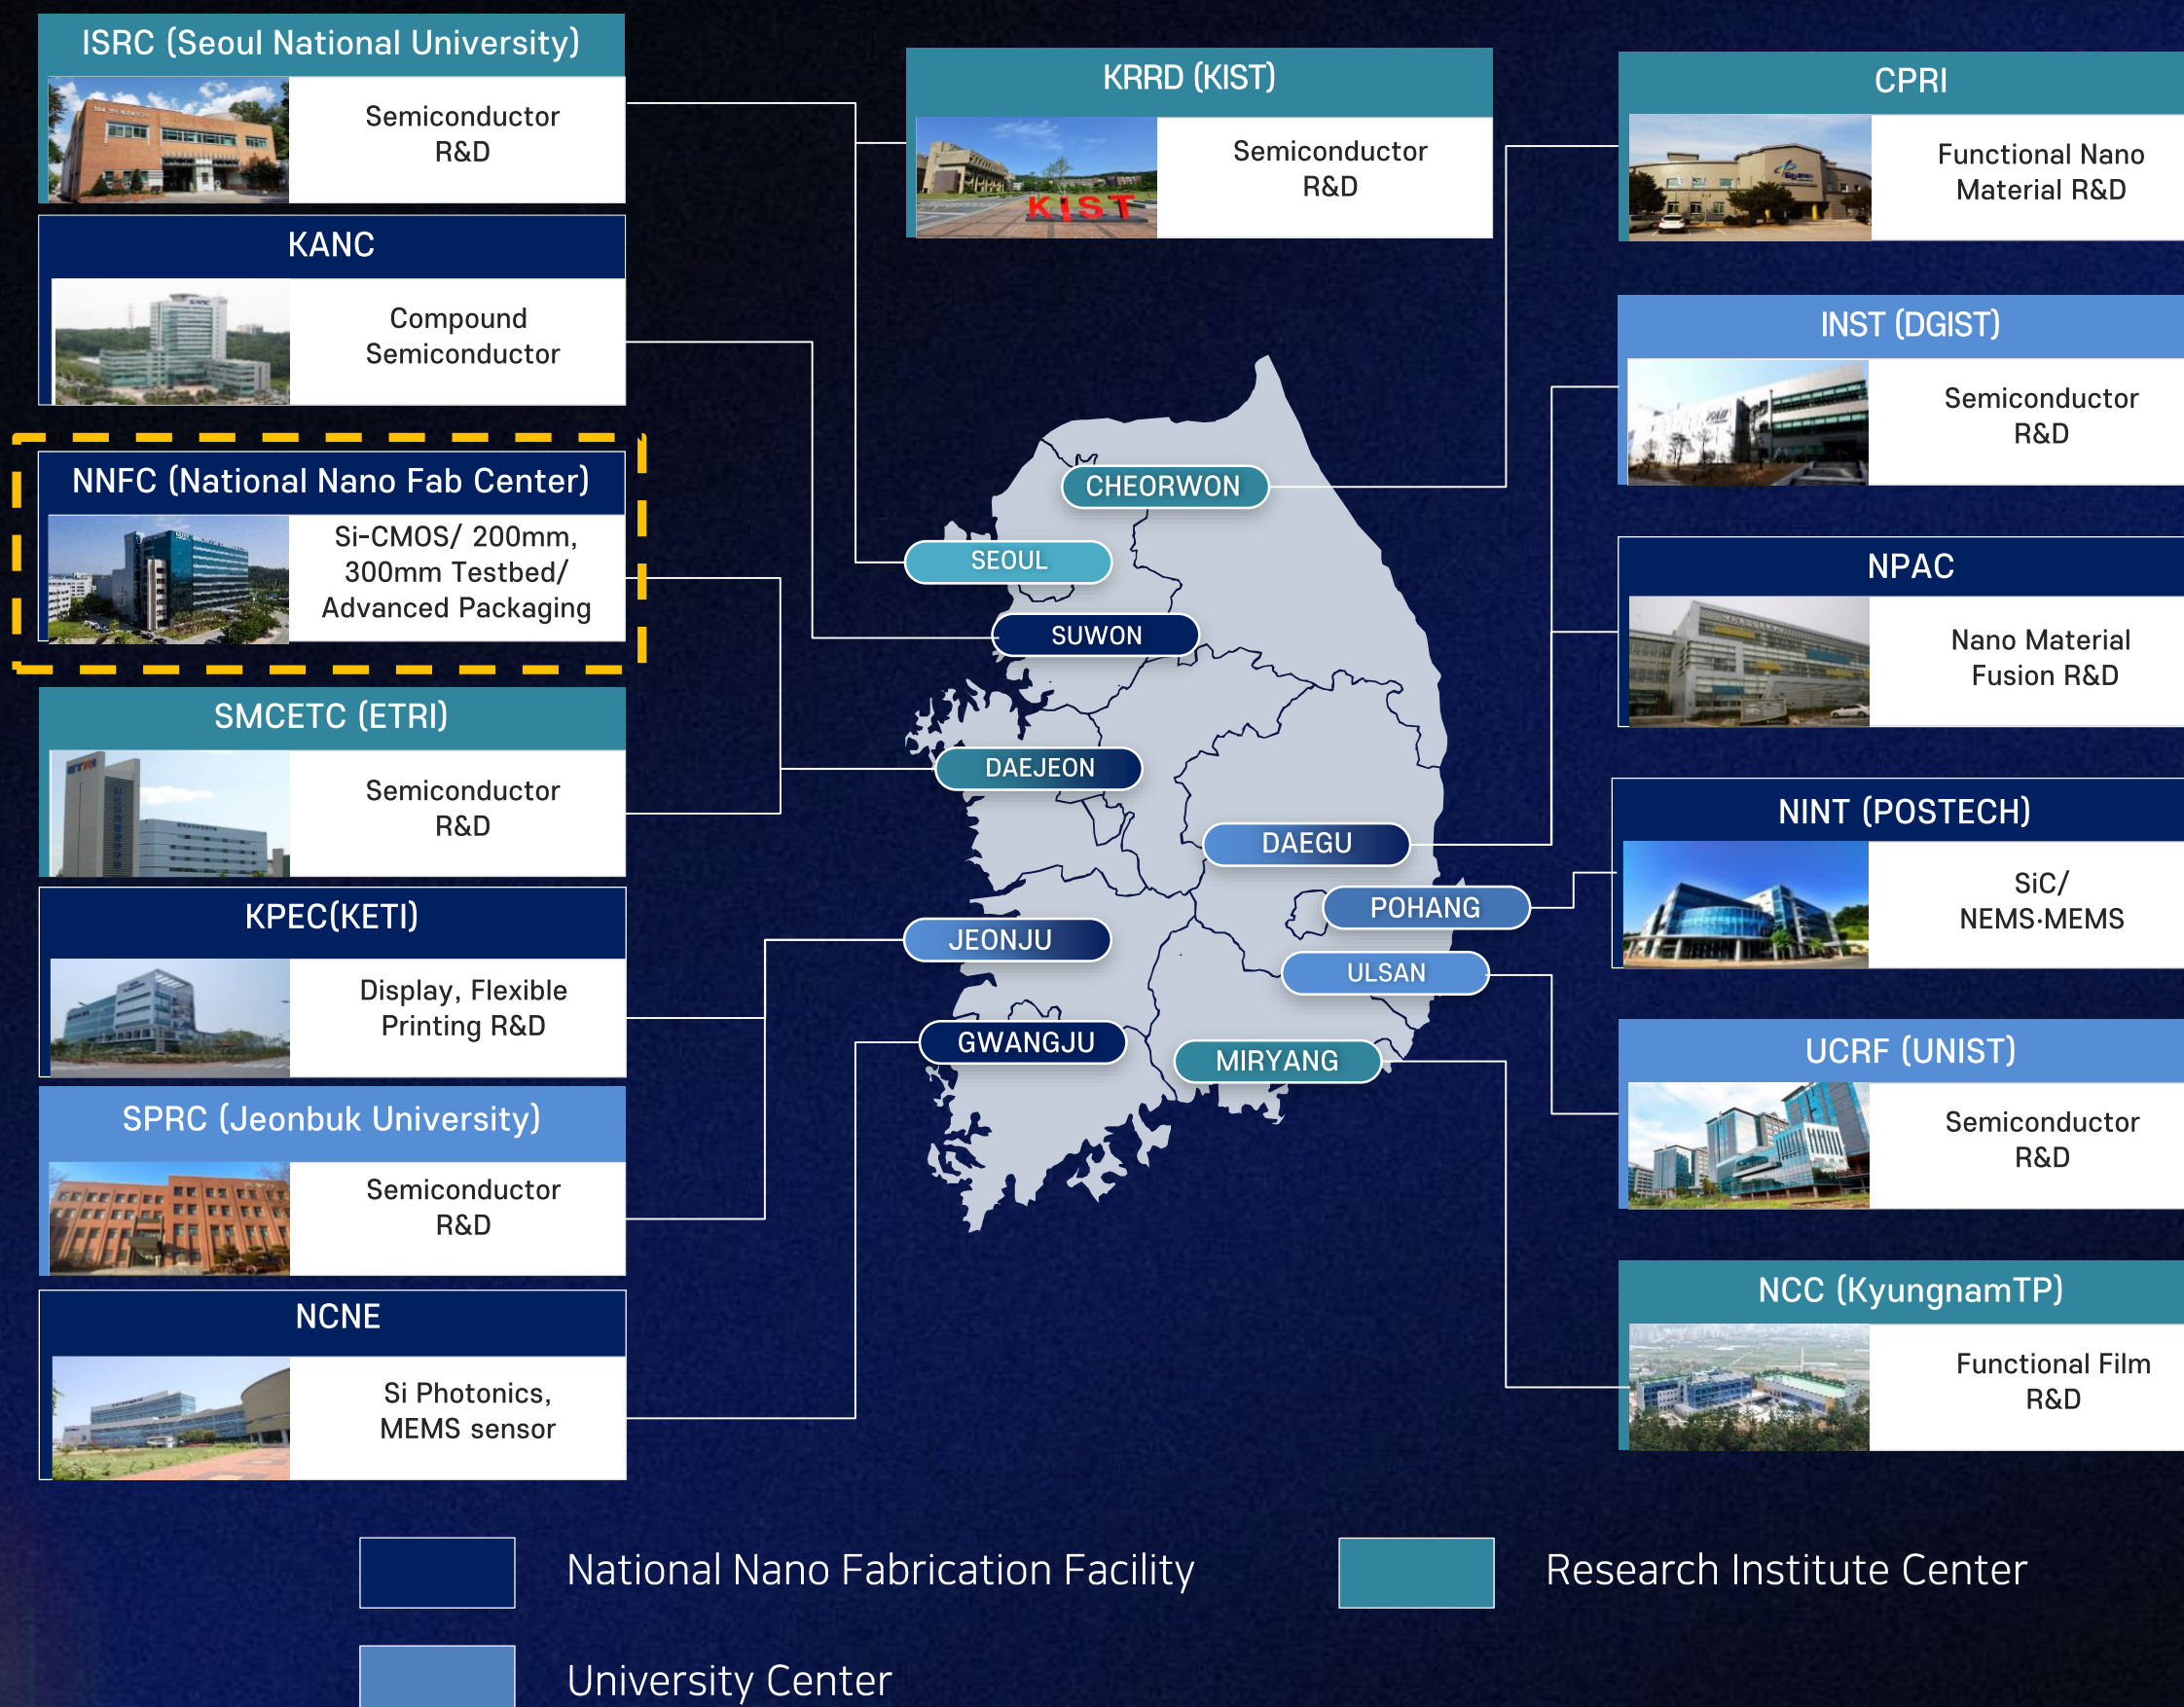 ISRC (Seoul National University)
Semiconductor
R&D
KANC
Compound
Semiconductor
NNFC (National Nano Fab Center)
Si-CMOS/ 200mm,
300mm Testbed/
Advanced Packaging
SMCETC (ETRI)
ETRI
Semiconductor
R&D
KPEC(KETI)
Display, Flexible
Printing R&D
SPRC (Jeonbuk University)
Semiconductor
R&D
NCNE
Si Photonics,
MEMS sensor
KRRD (KIST)
KIST
Semiconductor
R&D
CHEORWON
SEOUL
SUWON
DAEJEON
DAEGU
POHANG
JEONJU
ULSAN
GWANGJU
MIRYANG
CPRI
Functional Nano
Material R&D
INST (DGIST)
Semiconductor
R&D
NPAC
Nano Material
Fusion R&D
NINT (POSTECH)
SiC/
NEMS·MEMS
UCRF (UNIST)
Semiconductor
R&D
NCC (KyungnamTP)
Functional Film
R&D
National Nano Fabrication Facility
Research Institute Center
University Center